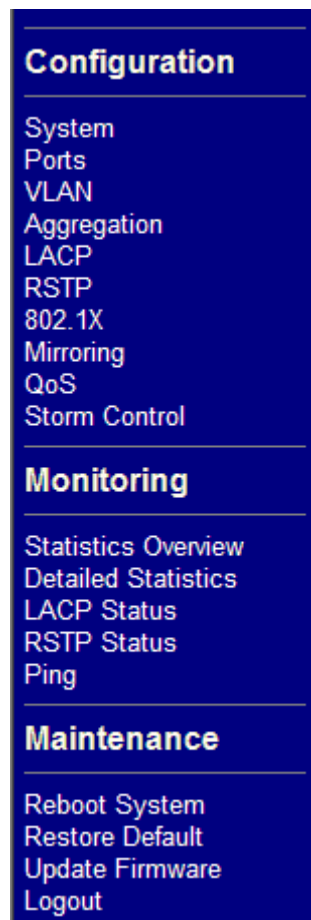 Configuration
System
Ports
VLAN
Aggregation
LACP
RSTP
802.1X
Mirroring
QoS
Storm Control
Monitoring
Statistics Overview
Detailed Statistics
LACP Status
RSTP Status
Ping
Maintenance
Reboot System
Restore Default
Update Firmware
Logout